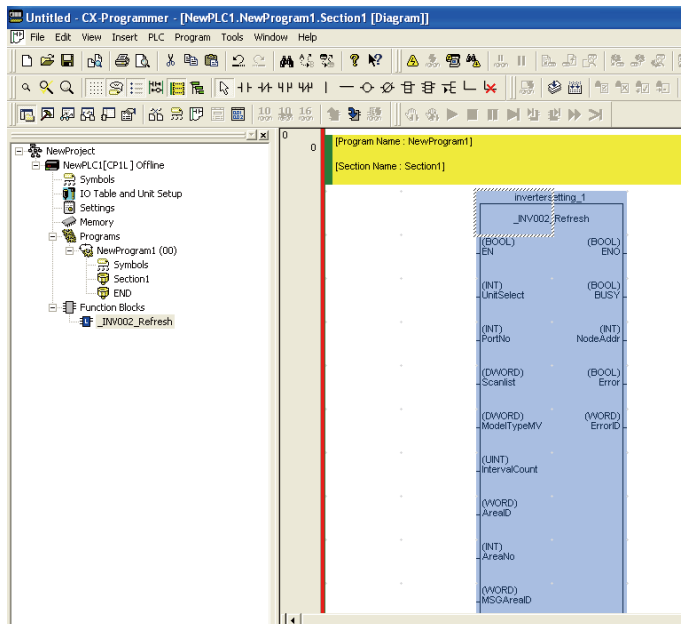 Untitled - CX-Programmer - [NewPLC1.NewProgram1.Section1 [Diagram]]
File Edit View Insert PLC Program Tools Window Help
10 10 16
NewProject
NewPLC1[CP1L] Offline
Symbols
IO Table and Unit Setup
Settings
Memory
Programs
NewProgram1 (00)
Symbols
Section1
END
Function Blocks
_INV002_Refresh
0
0
[Program Name : NewProgram1]
[Section Name : Section1]
invertersetting_1
_INV002_Refresh
(BOOL) (BOOL)
EN ENO
(INT) (BOOL)
UnitSelect BUSY
(INT) (INT)
PortNo NodeAddr
(DWORD) (BOOL)
Scanlist Error
(DWORD) (WORD)
ModelTypeMV ErrorID
(UINT)
IntervalCount
(WORD)
AreaID
(INT)
AreaNo
(WORD)
MSGAreaID